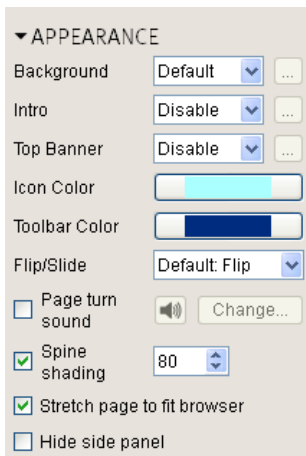 APPEARANCE
Background Default ...
Intro Disable ...
Top Banner Disable ...
Icon Color
Toolbar Color
Flip/Slide Default: Flip
Page turn
sound Change...
Spine
shading 80
Stretch page to fit browser
Hide side panel